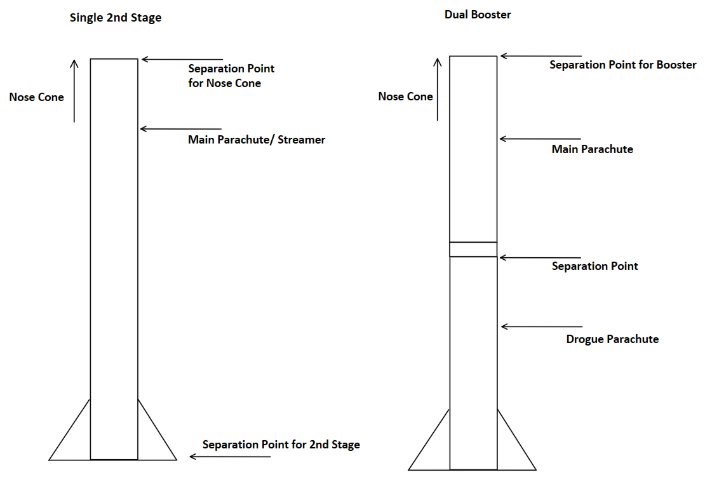 Single 2nd Stage
Separation Point
for Nose Cone
Nose Cone
Main Parachute/ Streamer
Separation Point for 2nd Stage
Dual Booster
Separation Point for Booster
Nose Cone
Main Parachute
Separation Point
Drogue Parachute